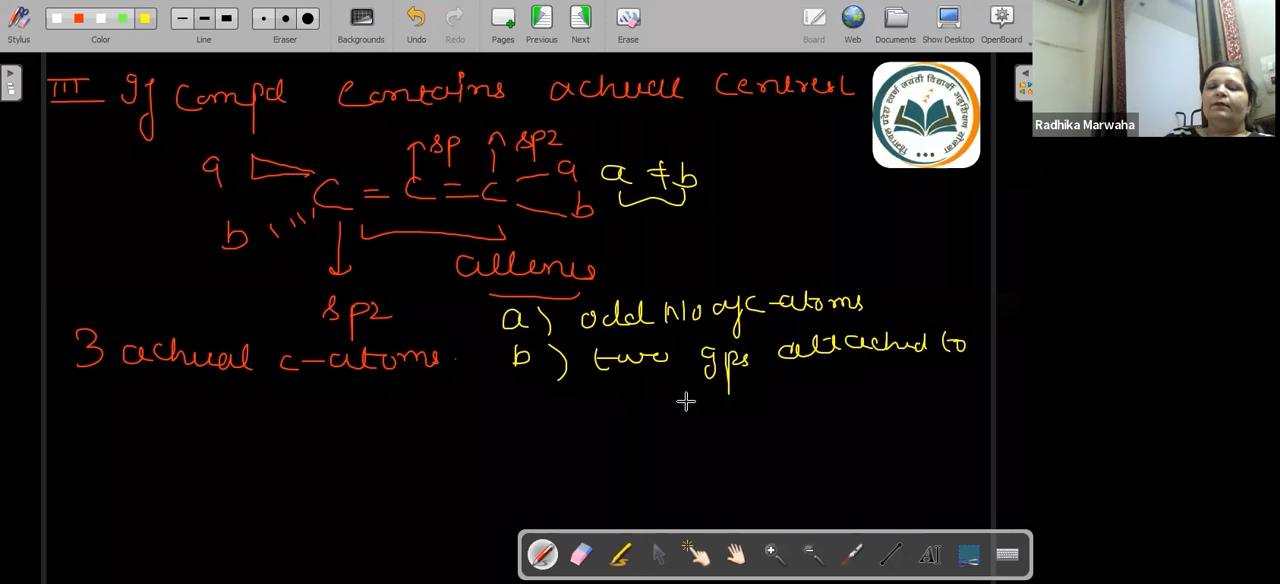 Stylus
Color
Line
Eraser
Backgrounds
Undo
Redo
Pages
Previous
Next
Erase
Board
Web
Documents
Show Desktop
OpenBoard
Radhika Marwaha
III If Compd contains achual centres
a sp sp2
C = C = C a a ≠ b
b b
allenes
sp2
3 achual c-atoms.
a) odd No of c-atoms
b) two gps attached to